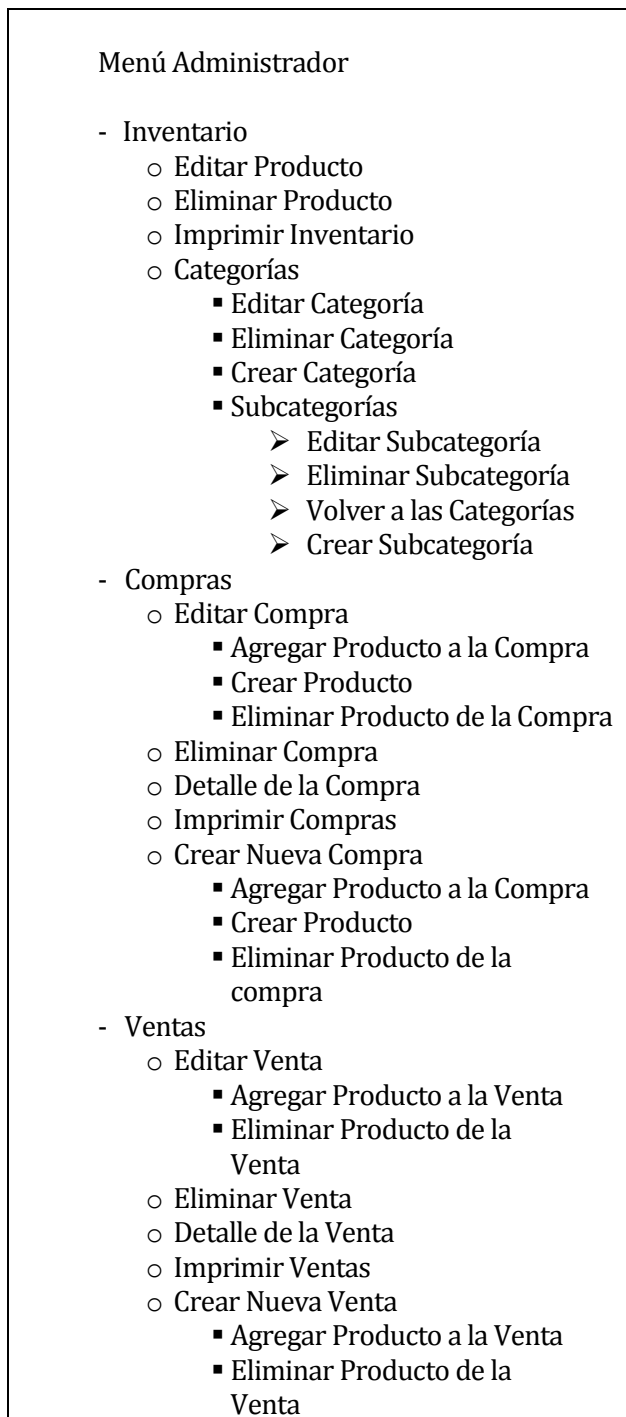 Menú Administrador
- Inventario
o Editar Producto
o Eliminar Producto
o Imprimir Inventario
o Categorías
▪ Editar Categoría
▪ Eliminar Categoría
▪ Crear Categoría
▪ Subcategorías
➢ Editar Subcategoría
➢ Eliminar Subcategoría
➢ Volver a las Categorías
➢ Crear Subcategoría
- Compras
o Editar Compra
▪ Agregar Producto a la Compra
▪ Crear Producto
▪ Eliminar Producto de la Compra
o Eliminar Compra
o Detalle de la Compra
o Imprimir Compras
o Crear Nueva Compra
▪ Agregar Producto a la Compra
▪ Crear Producto
▪ Eliminar Producto de la
compra
- Ventas
o Editar Venta
▪ Agregar Producto a la Venta
▪ Eliminar Producto de la
Venta
o Eliminar Venta
o Detalle de la Venta
o Imprimir Ventas
o Crear Nueva Venta
▪ Agregar Producto a la Venta
▪ Eliminar Producto de la
Venta